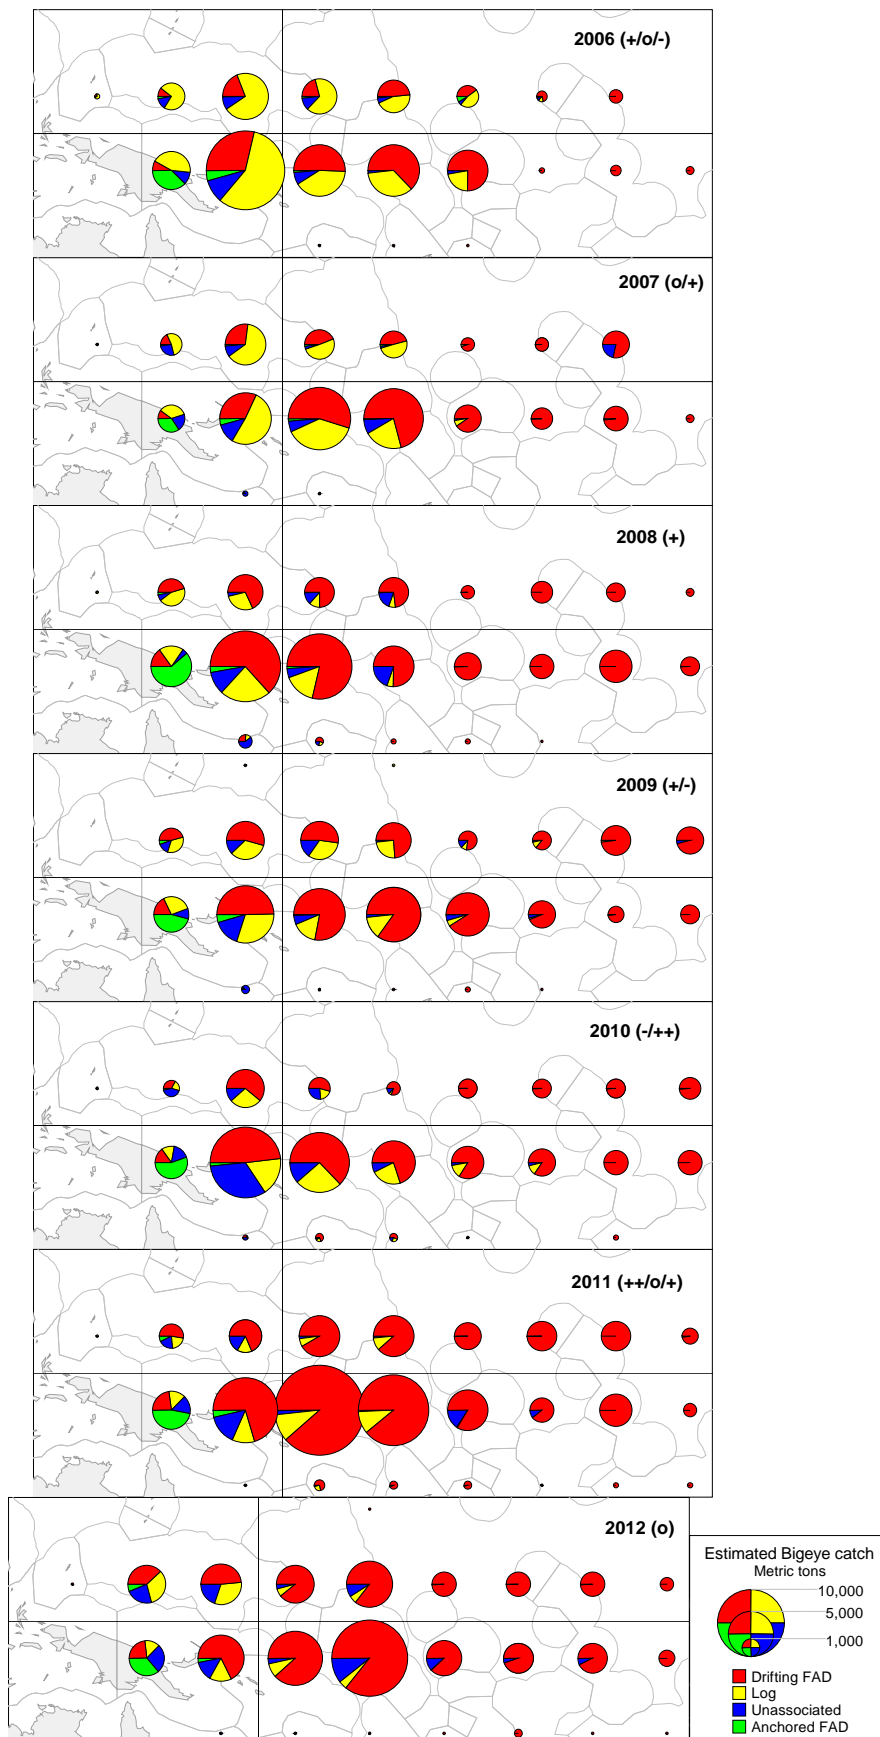 2006 (+/o/-)
2007 (o/+)
2008 (+)
2009 (+/-)
2010 (-/++)
2011 (++/o/+)
2012 (o)
Estimated Bigeye catch
Metric tons
10,000
5,000
1,000
Drifting FAD
Log
Unassociated
Anchored FAD